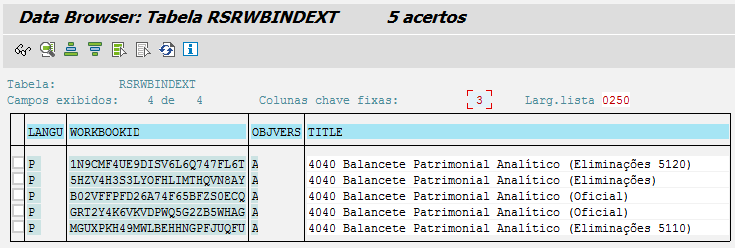 Data Browser: Tabela RSRWBINDEXT 5 acertos
Tabela: RSRWBINDEXT
Campos exibidos: 4 de 4 Colunas chave fixas: 3 Larg.lista 0250
LANGU WORKBOOKID OBJVERS TITLE
P 1N9CMF4UE9DISV6L6Q747FL6T A 4040 Balancete Patrimonial Analítico (Eliminações 5120)
P 5HZV4H3S3LYOFHLIMTHQVN8AY A 4040 Balancete Patrimonial Analítico (Eliminações)
P B02VFFPFD26A74F65BFZS0ECQ A 4040 Balancete Patrimonial Analítico (Oficial)
P GRT2Y4K6VKVDPWQ5G2ZB5WHAG A 4040 Balancete Patrimonial Analítico (Oficial)
P MGUXPKH49MWLBEHHNGPFJUQFU A 4040 Balancete Patrimonial Analítico (Eliminações 5110)